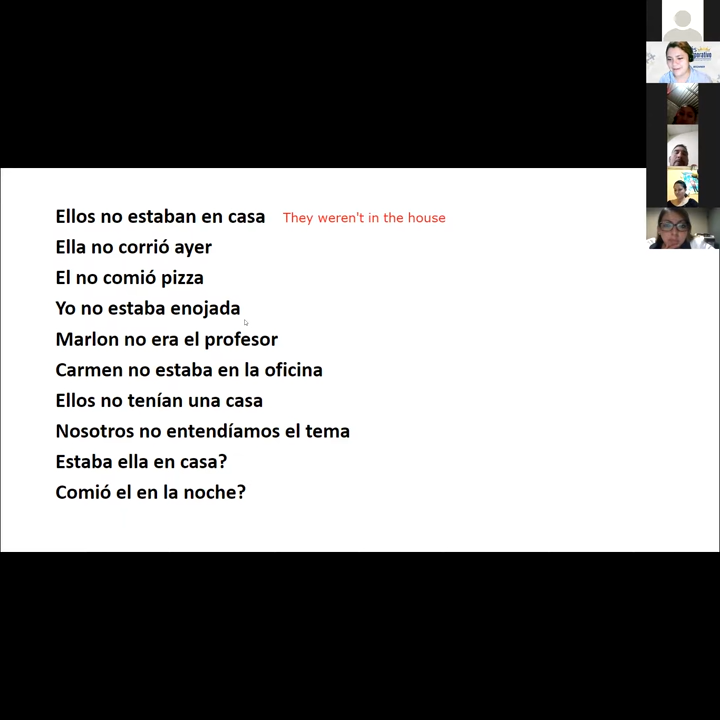 Ellos no estaban en casa They weren't in the house
Ella no corrió ayer
El no comió pizza
Yo no estaba enojada
Marlon no era el profesor
Carmen no estaba en la oficina
Ellos no tenían una casa
Nosotros no entendíamos el tema
Estaba ella en casa?
Comió el en la noche?